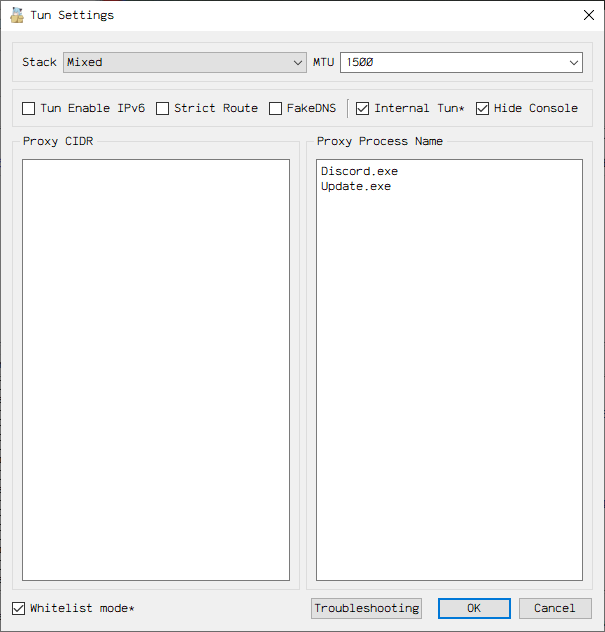 Tun Settings
Stack Mixed MTU 1500
Tun Enable IPv6 Strict Route FakeDNS Internal Tun* Hide Console
Proxy CIDR
Proxy Process Name
Discord.exe
Update.exe
Whitelist mode* Troubleshooting OK Cancel